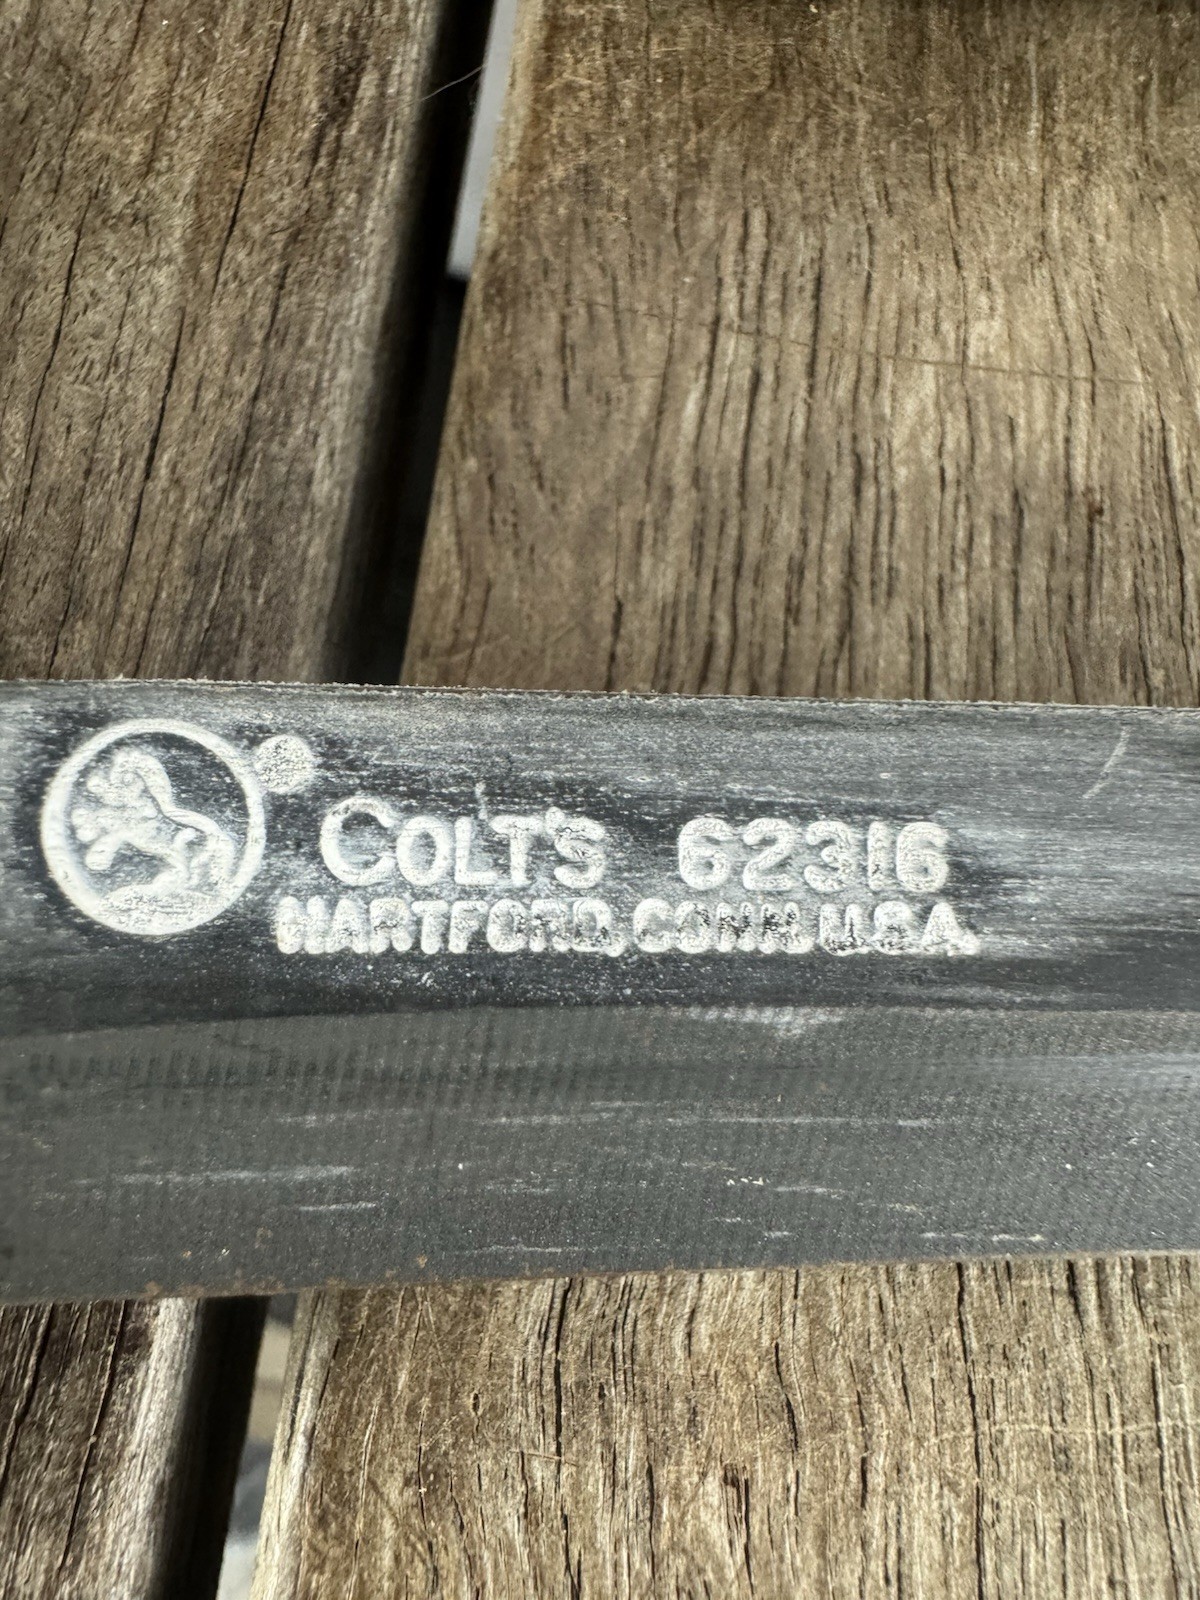 COLT'S 62316
HARTFORD, CONN. U.S.A.